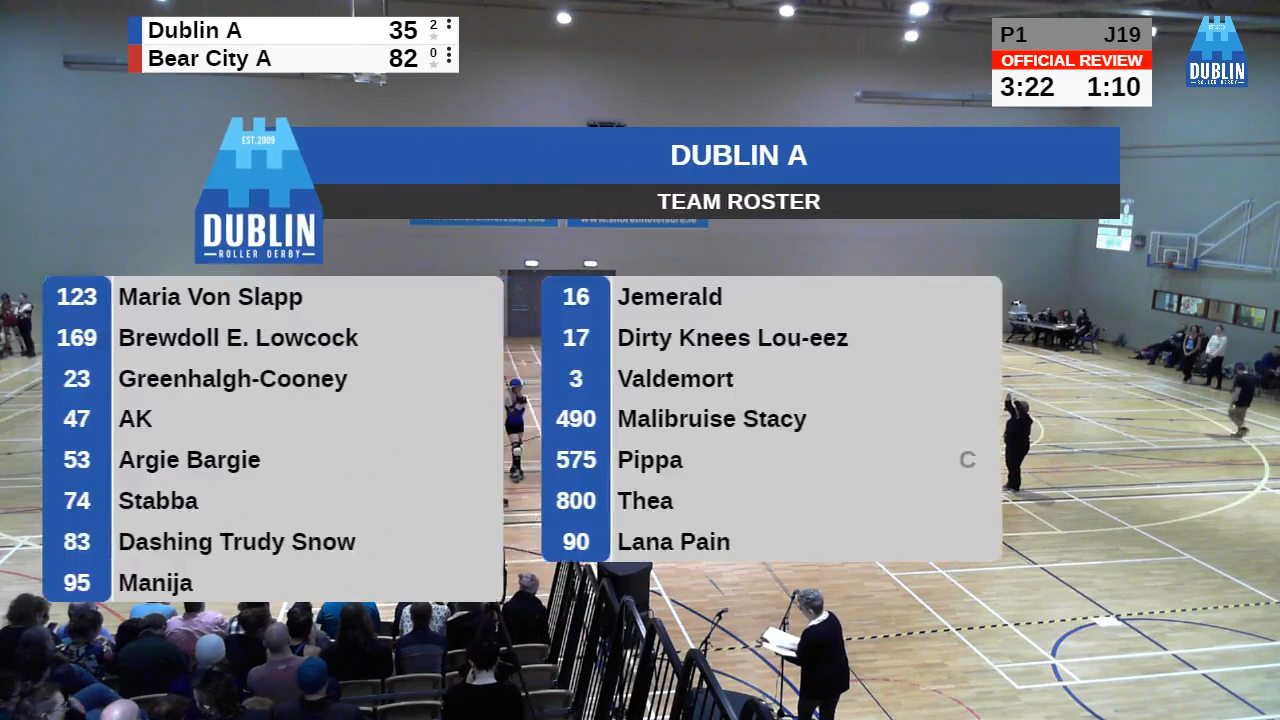 Dublin A 35 2
Bear City A 82 0
P1 J19
OFFICIAL REVIEW
3:22 1:10
DUBLIN
ROLLER DERBY
EST.2009
DUBLIN
ROLLER DERBY
DUBLIN A
TEAM ROSTER
123 Maria Von Slapp
169 Brewdoll E. Lowcock
23 Greenhalgh-Cooney
47 AK
53 Argie Bargie
74 Stabba
83 Dashing Trudy Snow
95 Manija
16 Jemerald
17 Dirty Knees Lou-eez
3 Valdemort
490 Malibruise Stacy
575 Pippa C
800 Thea
90 Lana Pain